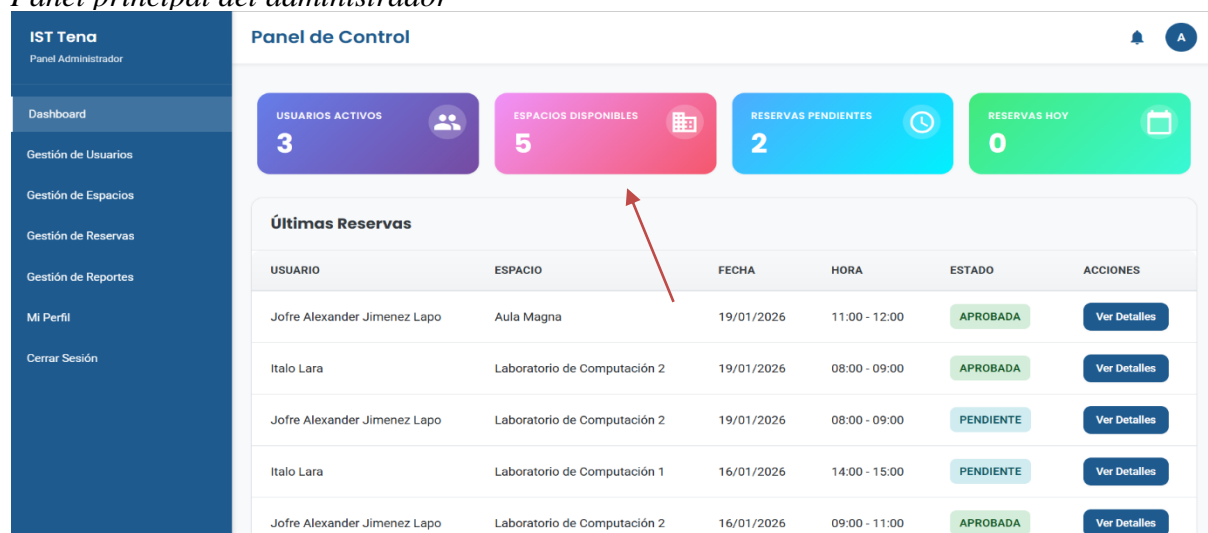 Panel principal del administrador
IST Tena
Panel Administrador
Panel de Control
A
Dashboard
Gestión de Usuarios
Gestión de Espacios
Gestión de Reservas
Gestión de Reportes
Mi Perfil
Cerrar Sesión
USUARIOS ACTIVOS
3
ESPACIOS DISPONIBLES
5
RESERVAS PENDIENTES
2
RESERVAS HOY
0
Últimas Reservas
USUARIO ESPACIO FECHA HORA ESTADO ACCIONES
Jofre Alexander Jimenez Lapo Aula Magna 19/01/2026 11:00 - 12:00 APROBADA Ver Detalles
Italo Lara Laboratorio de Computación 2 19/01/2026 08:00 - 09:00 APROBADA Ver Detalles
Jofre Alexander Jimenez Lapo Laboratorio de Computación 2 19/01/2026 08:00 - 09:00 PENDIENTE Ver Detalles
Italo Lara Laboratorio de Computación 1 16/01/2026 14:00 - 15:00 PENDIENTE Ver Detalles
Jofre Alexander Jimenez Lapo Laboratorio de Computación 2 16/01/2026 09:00 - 11:00 APROBADA Ver Detalles